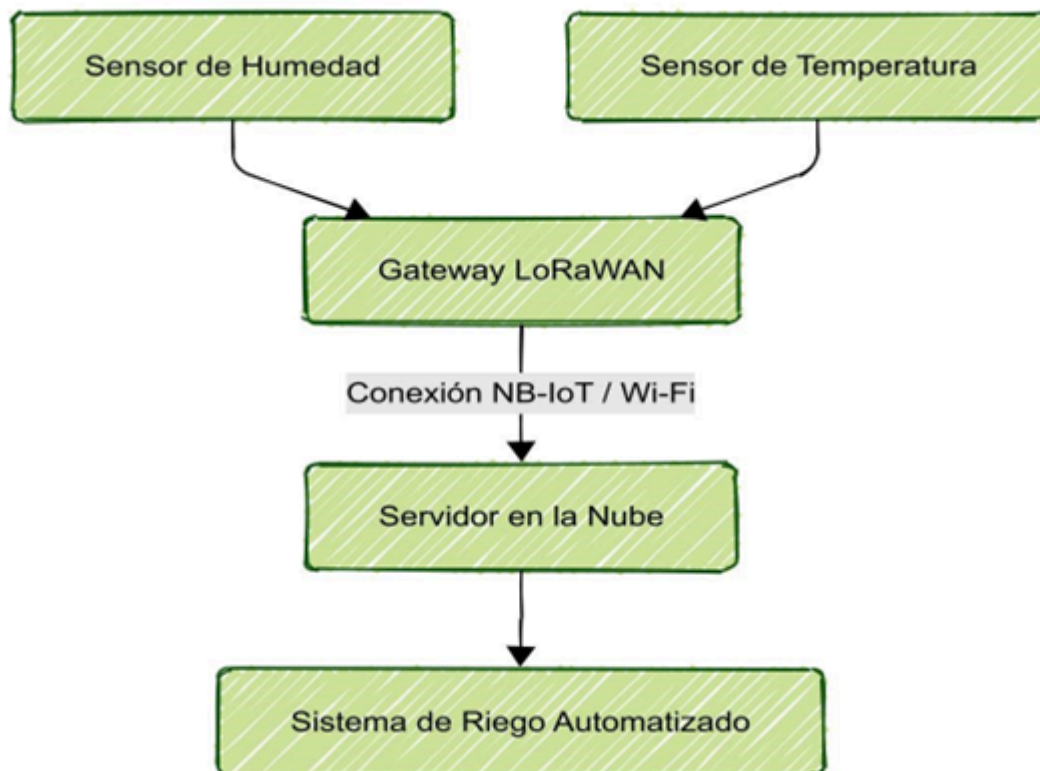 Sensor de Humedad
Sensor de Temperatura
Gateway LoRaWAN
Conexión NB-IoT / Wi-Fi
Servidor en la Nube
Sistema de Riego Automatizado